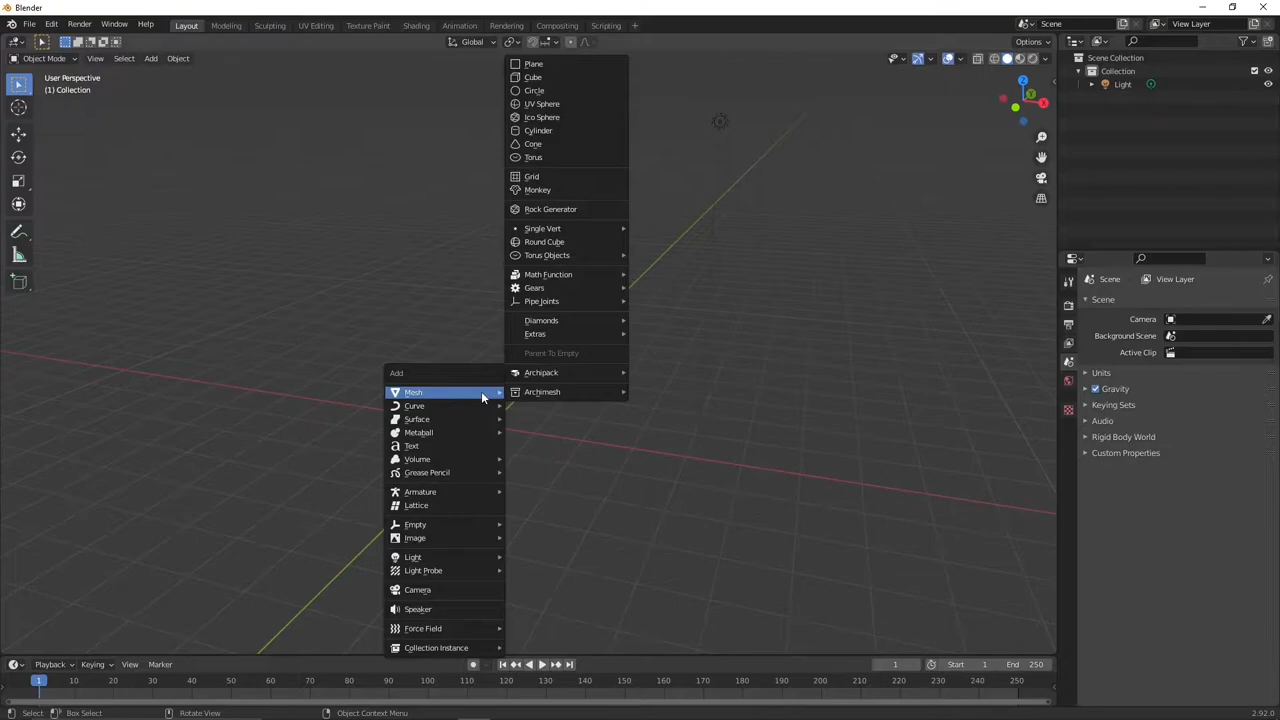 Blender
File Edit Render Window Help Layout Modeling Sculpting UV Editing Texture Paint Shading Animation Rendering Compositing Scripting + Scene View Layer
Global Options
Object Mode View Select Add Object
User Perspective
(1) Collection
Plane
Cube
Circle
UV Sphere
Ico Sphere
Cylinder
Cone
Torus
Grid
Monkey
Rock Generator
Single Vert
Round Cube
Torus Objects
Math Function
Gears
Pipe Joints
Diamonds
Extras
Parent To Empty
Archipack
Archimesh
Add
Mesh
Curve
Surface
Metaball
Text
Volume
Grease Pencil
Armature
Lattice
Empty
Image
Light
Light Probe
Camera
Speaker
Force Field
Collection Instance
Z
Y
X
Scene Collection
Collection
Light
Scene View Layer
Scene
Camera
Background Scene
Active Clip
Units
Gravity
Keying Sets
Audio
Rigid Body World
Custom Properties
Playback Keying View Marker 1 Start 1 End 250
1 10 20 30 40 50 60 70 80 90 100 110 120 130 140 150 160 170 180 190 200 210 220 230 240 250
Select Box Select Rotate View Object Context Menu 2.92.0